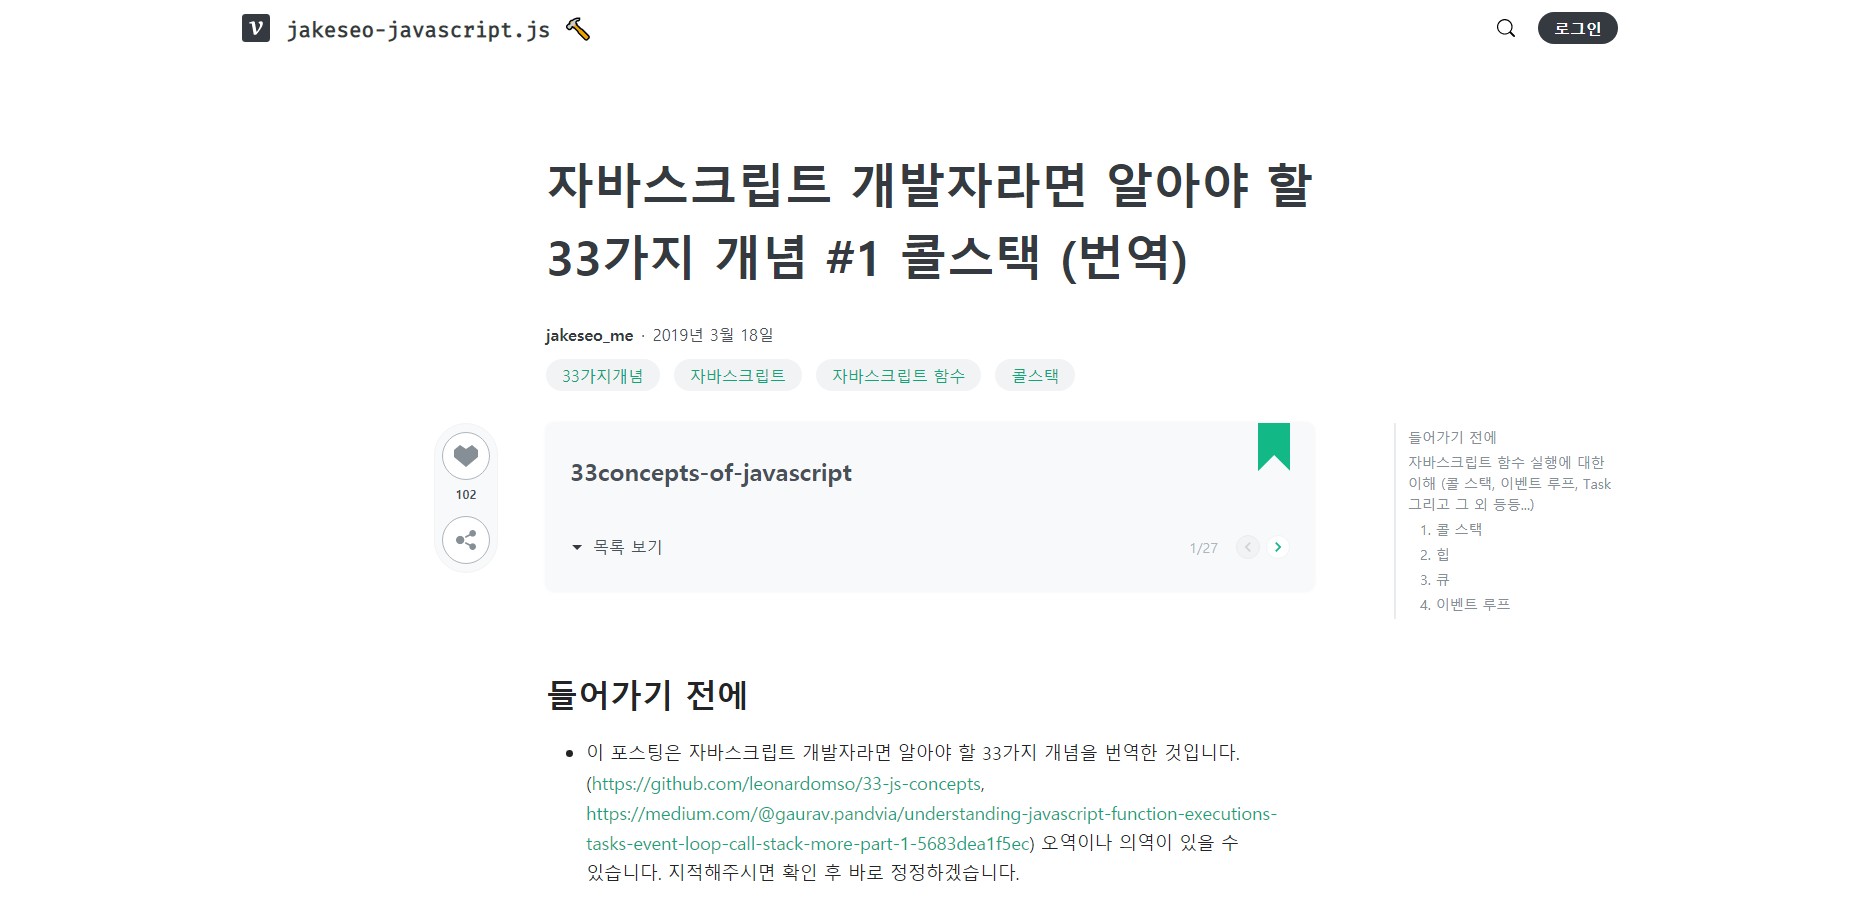 jakeseo-javascript.js
로그인
자바스크립트 개발자라면 알아야 할
33가지 개념 #1 콜스택 (번역)
jakeseo_me · 2019년 3월 18일
33가지개념 자바스크립트 자바스크립트 함수 콜스택
102
33concepts-of-javascript
목록 보기
1/27
들어가기 전에
자바스크립트 함수 실행에 대한
이해 (콜 스택, 이벤트 루프, Task
그리고 그 외 등등...)
1. 콜 스택
2. 힙
3. 큐
4. 이벤트 루프
들어가기 전에
이 포스팅은 자바스크립트 개발자라면 알아야 할 33가지 개념을 번역한 것입니다.
(https://github.com/leonardomso/33-js-concepts,
https://medium.com/@gaurav.pandvia/understanding-javascript-function-executions-
tasks-event-loop-call-stack-more-part-1-5683dea1f5ec) 오역이나 의역이 있을 수
있습니다. 지적해주시면 확인 후 바로 정정하겠습니다.